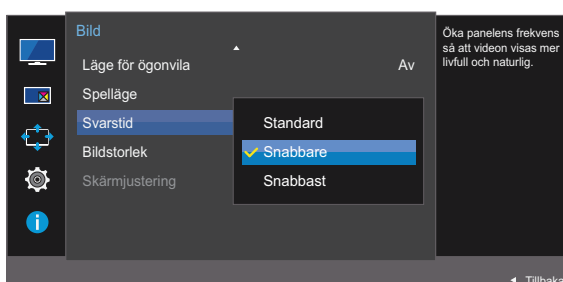 Bild
Läge för ögonvila Av
Spelläge
Svarstid
Bildstorlek
Skärmjustering
Standard
Snabbare
Snabbast
Öka panelens frekvens
så att videon visas mer
livfull och naturlig.
Tillbaka